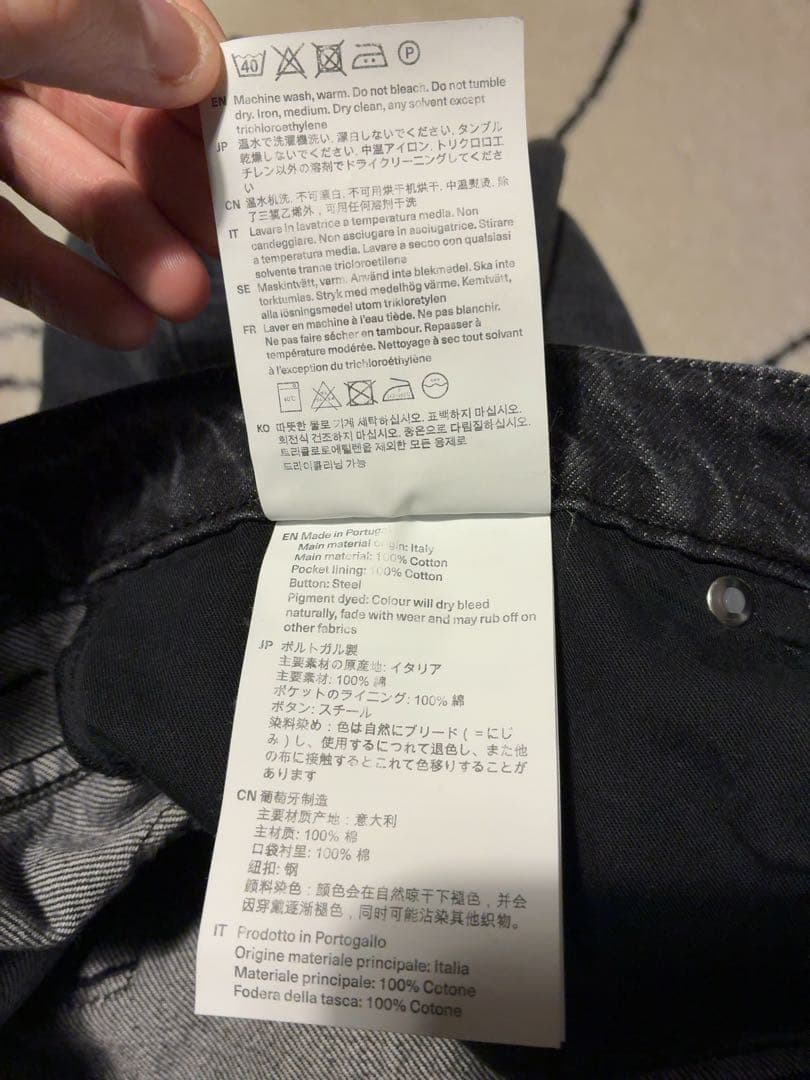 40 P
EN Machine wash, warm. Do not bleach. Do not tumble
dry. Iron, medium. Dry clean, any solvent except
trichloroethylene
JP 温水で洗濯機洗い, 漂白しないでください, タンブル
乾燥しないでください, 中温アイロン, トリクロロエ
チレン以外の溶剤でドライクリーニングしてくださ
い
CN 温水机洗, 不可漂白, 不可用烘干机烘干, 中温熨烫, 除
了三氯乙烯外, 可用任何溶剂干洗
IT Lavare in lavatrice a temperatura media. Non
candeggiare. Non asciugare in asciugatrice. Stirare
a temperatura media. Lavare a secco con qualsiasi
solvente tranne tricloroetilene
SE Maskintvätt, varm. Använd inte blekmedel. Ska inte
torktumlas. Stryk med medelhög värme. Kemtvätt,
alla lösningsmedel utom trikloretylen
FR Laver en machine à l'eau tiède. Ne pas blanchir.
Ne pas faire sécher en tambour. Repasser à
température modérée. Nettoyage à sec tout solvant
à l'exception du trichloroéthylène
KO 따뜻한 물로 기계 세탁하십시오. 표백하지 마십시오.
회전식 건조하지 마십시오. 중온으로 다림질하십시오.
트리클로로에틸렌을 제외한 모든 용제로
드라이클리닝 가능
EN Made in Portugal
Main material origin: Italy
Main material: 100% Cotton
Pocket lining: 100% Cotton
Button: Steel
Pigment dyed: Colour will dry bleed
naturally, fade with wear and may rub off on
other fabrics
JP ポルトガル製
主要素材の原産地: イタリア
主要素材: 100% 綿
ポケットのライニング: 100% 綿
ボタン: スチール
染料染め：色は自然にブリード ( =にじ
み ) し、使用するにつれて退色し、また他
の布に接触するとこれて色移りすることが
あります
CN 葡萄牙制造
主要材质产地：意大利
主材质: 100% 棉
口袋衬里: 100% 棉
纽扣: 钢
颜料染色：颜色会在自然晾干下褪色，并会
因穿戴逐渐褪色，同时可能沾染其他织物。
IT Prodotto in Portogallo
Origine materiale principale: Italia
Materiale principale: 100% Cotone
Fodera della tasca: 100% Cotone